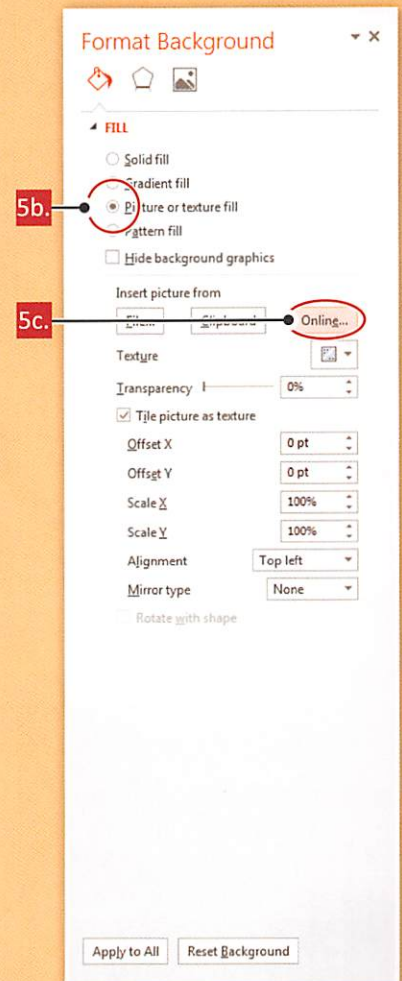 Format Background
FILL
Solid fill
Gradient fill
5b.
Picture or texture fill
Pattern fill
Hide background graphics
Insert picture from
5c.
File... Clipboard Online...
Texture
Transparency 0%
Tile picture as texture
Offset X 0 pt
Offset Y 0 pt
Scale X 100%
Scale Y 100%
Alignment Top left
Mirror type None
Rotate with shape
Apply to All Reset Background